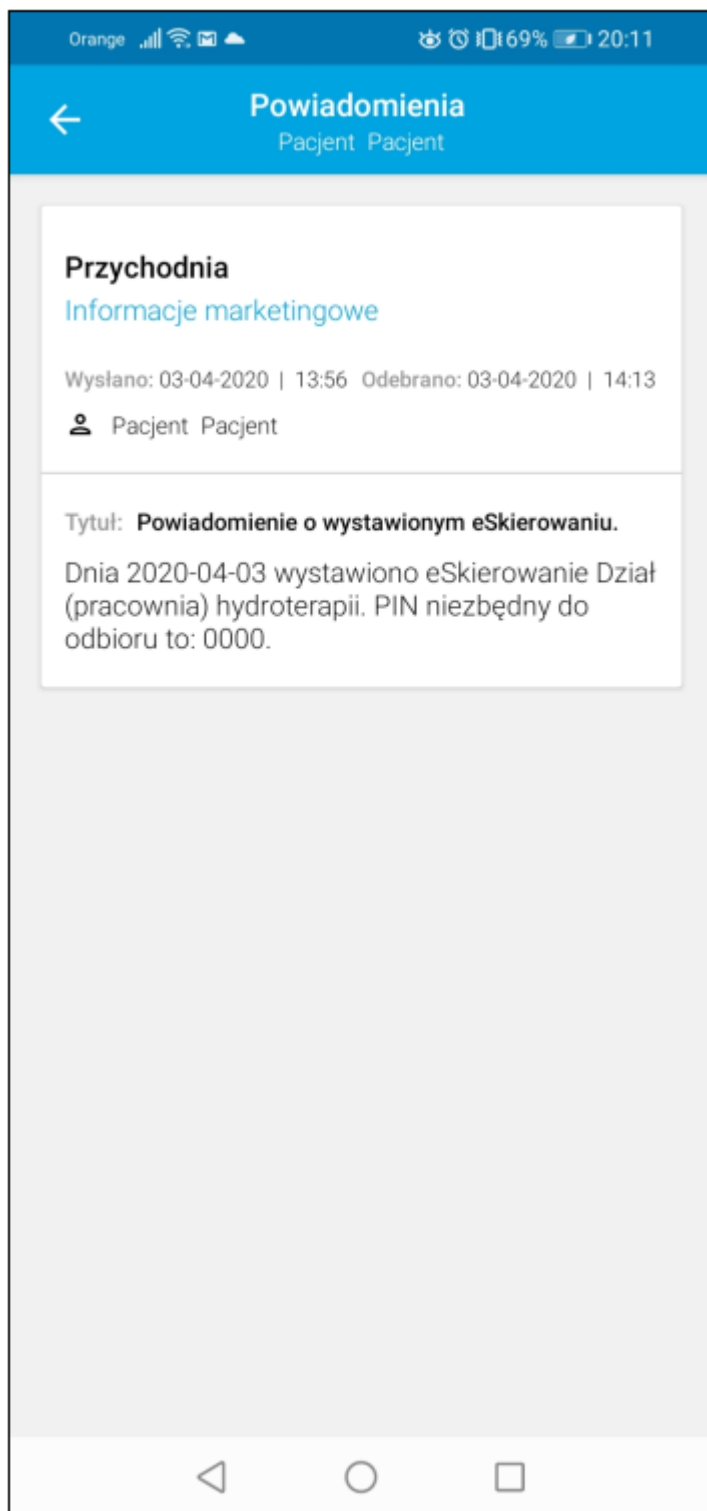 Orange 69% 20:11
Powiadomienia
Pacjent Pacjent
Przychodnia
Informacje marketingowe
Wysłano: 03-04-2020 | 13:56 Odebrano: 03-04-2020 | 14:13
Pacjent Pacjent
Tytuł: Powiadomienie o wystawionym eSkierowaniu.
Dnia 2020-04-03 wystawiono eSkierowanie Dział
(pracownia) hydroterapii. PIN niezbędny do
odbioru to: 0000.